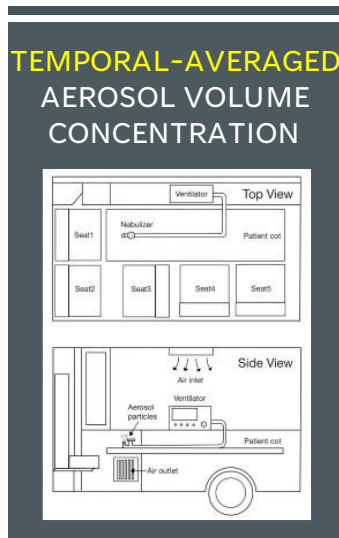 TEMPORAL-AVERAGED
AEROSOL VOLUME
CONCENTRATION
Ventilator
Top View
Nebulizer
Seat1
Patient cot
Seat2
Seat3
Seat4
Seat5
Side View
Air inlet
Ventilator
Aerosol
particles
Patient cot
Air outlet